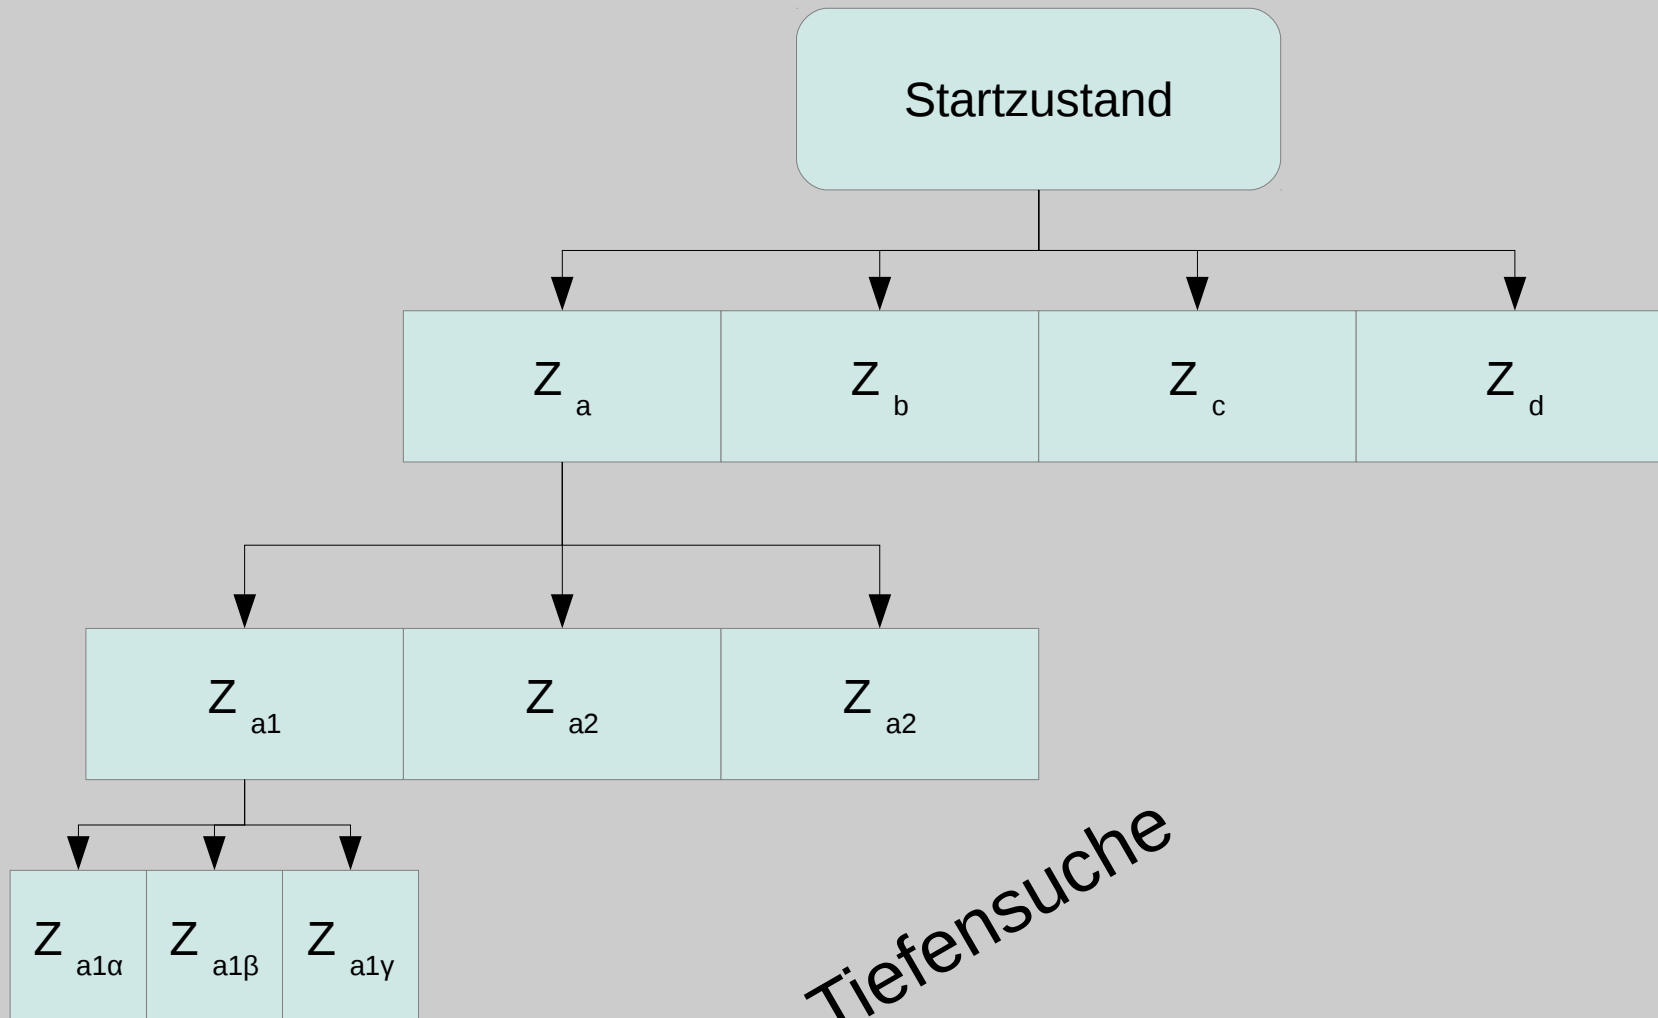 Startzustand
Z a Z b Z c Z d
Z a1 Z a2 Z a2
Z a1α Z a1β Z a1γ
Tiefensuche